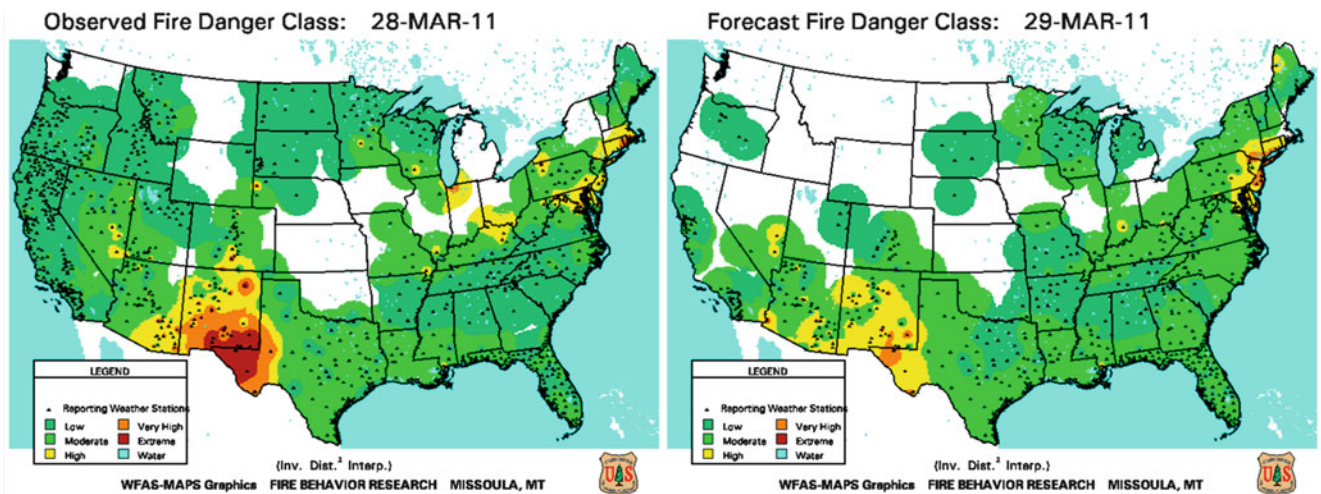 Observed Fire Danger Class: 28-MAR-11
LEGEND
Reporting Weather Stations
Low
Very High
Moderate
Extreme
High
Water
(Inv. Dist.² Interp.)
WFAS-MAPS Graphics FIRE BEHAVIOR RESEARCH MISSOULA, MT
U S
Forecast Fire Danger Class: 29-MAR-11
LEGEND
Reporting Weather Stations
Low
Very High
Moderate
Extreme
High
Water
(Inv. Dist.² Interp.)
WFAS-MAPS Graphics FIRE BEHAVIOR RESEARCH MISSOULA, MT
U S